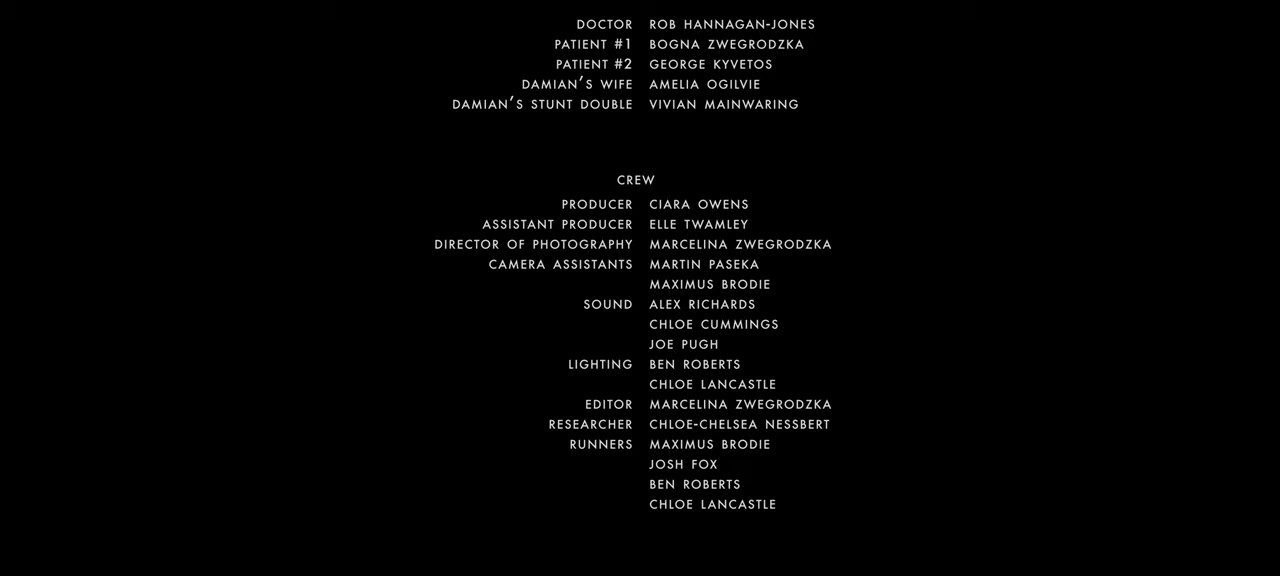 DOCTOR ROB HANNAGAN-JONES
PATIENT #1 BOGNA ZWEGRODZKA
PATIENT #2 GEORGE KYVETOS
DAMIAN'S WIFE AMELIA OGILVIE
DAMIAN'S STUNT DOUBLE VIVIAN MAINWARING
CREW
PRODUCER CIARA OWENS
ASSISTANT PRODUCER ELLE TWAMLEY
DIRECTOR OF PHOTOGRAPHY MARCELINA ZWEGRODZKA
CAMERA ASSISTANTS MARTIN PASEKA
MAXIMUS BRODIE
SOUND ALEX RICHARDS
CHLOE CUMMINGS
JOE PUGH
LIGHTING BEN ROBERTS
CHLOE LANCASTLE
EDITOR MARCELINA ZWEGRODZKA
RESEARCHER CHLOE-CHELSEA NESSBERT
RUNNERS MAXIMUS BRODIE
JOSH FOX
BEN ROBERTS
CHLOE LANCASTLE